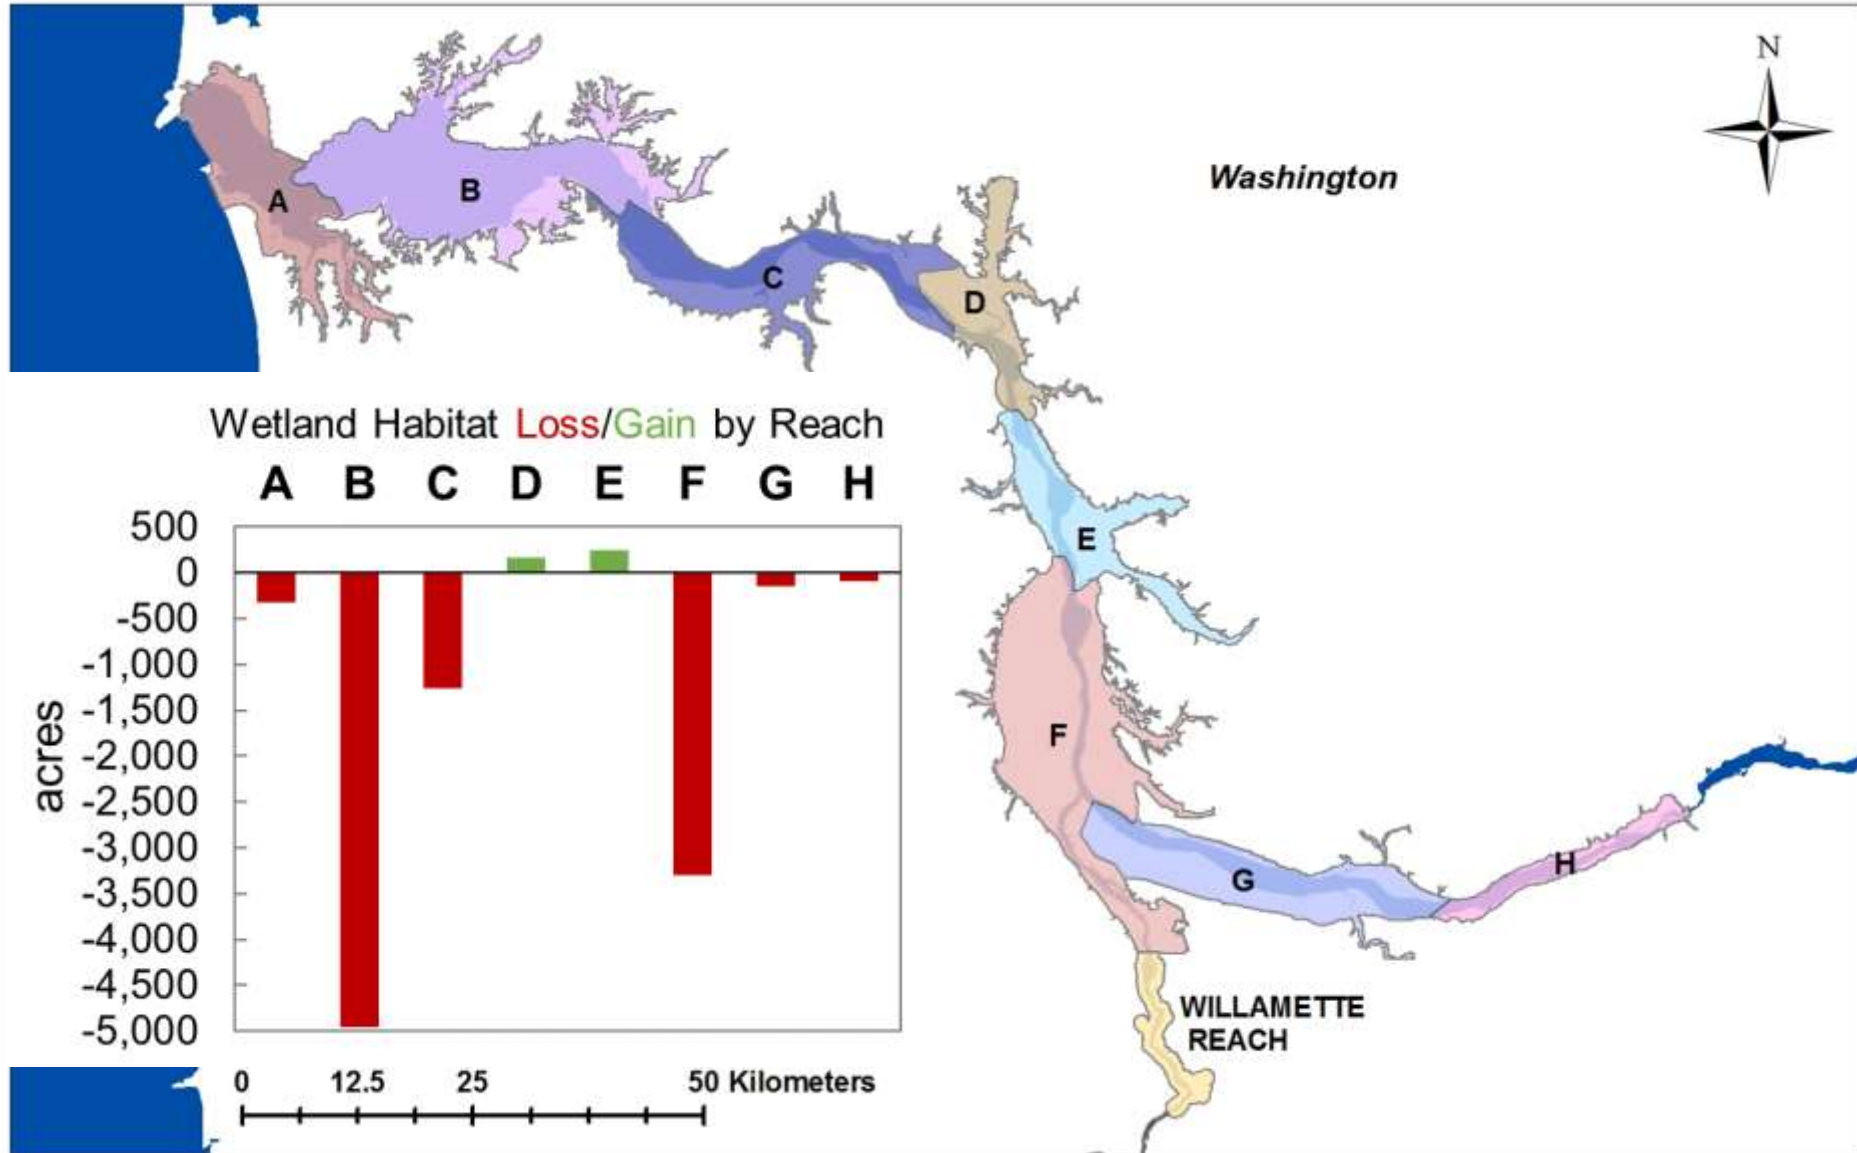 N
Washington
A
B
C
D
E
F
G
H
WILLAMETTE
REACH
Wetland Habitat Loss/Gain by Reach
A B C D E F G H
500
0
-500
-1,000
-1,500
-2,000
-2,500
-3,000
-3,500
-4,000
-4,500
-5,000
acres
0 12.5 25 50 Kilometers